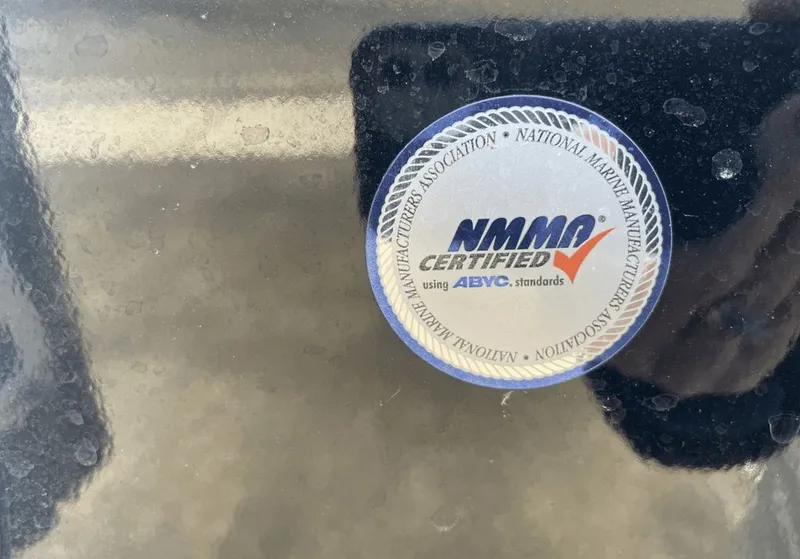 NATIONAL MARINE MANUFACTURERS ASSOCIATION • NATIONAL MARINE MANUFACTURERS ASSOCIATION •
NMMA®
CERTIFIED
using ABYC. standards